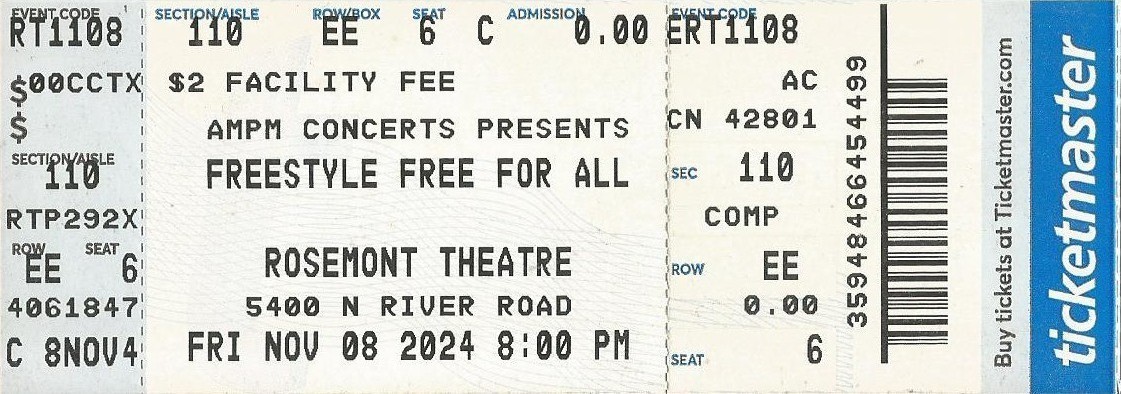 EVENT CODE SECTION/AISLE ROW/BOX SEAT ADMISSION EVENT CODE
RT1108 110 EE 6 C 0.00 ERT1108
$00CCTX $2 FACILITY FEE AC
$ AMPM CONCERTS PRESENTS CN 42801
SECTION/AISLE
110 FREESTYLE FREE FOR ALL SEC 110
RTP292X COMP
ROW SEAT
EE 6 ROSEMONT THEATRE ROW EE
4061847 5400 N RIVER ROAD 0.00
C 8NOV4 FRI NOV 08 2024 8:00 PM SEAT 6
359484664544​99
Buy tickets at Ticketmaster.com
ticketmaster